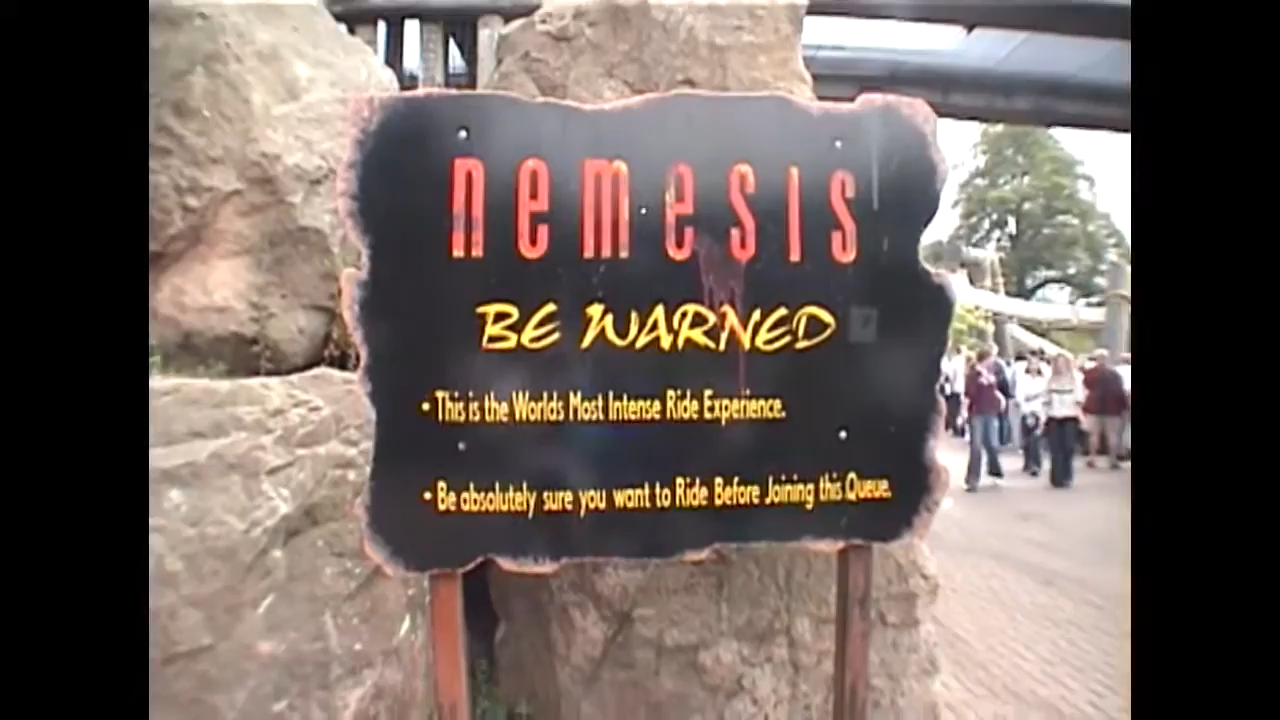 nemesis
BE WARNED
• This is the Worlds Most Intense Ride Experience.
• Be absolutely sure you want to Ride Before Joining this Queue.